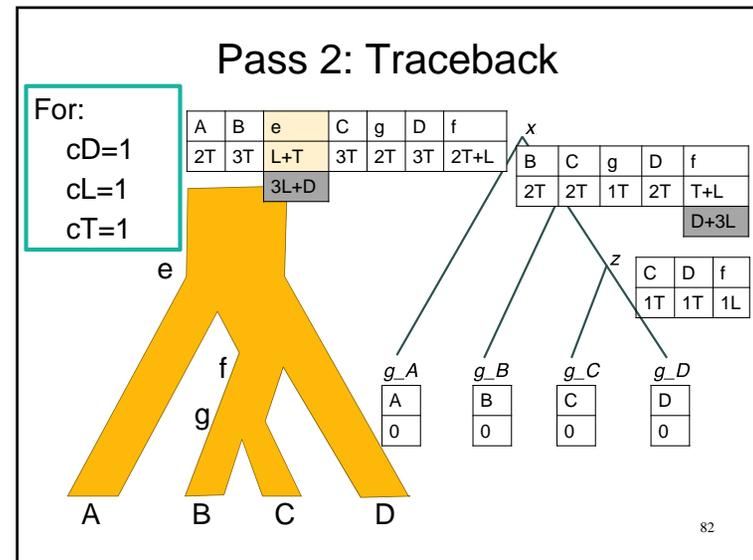 Pass 2: Traceback
For:
cD=1
cL=1
cT=1
A B e C g D f
2T 3T L+T 3T 2T 3T 2T+L
3L+D
x
B C g D f
2T 2T 1T 2T T+L
D+3L
z
C D f
1T 1T 1L
e
f
g
g_A g_B g_C g_D
A B C D
0 0 0 0
A B C D
82